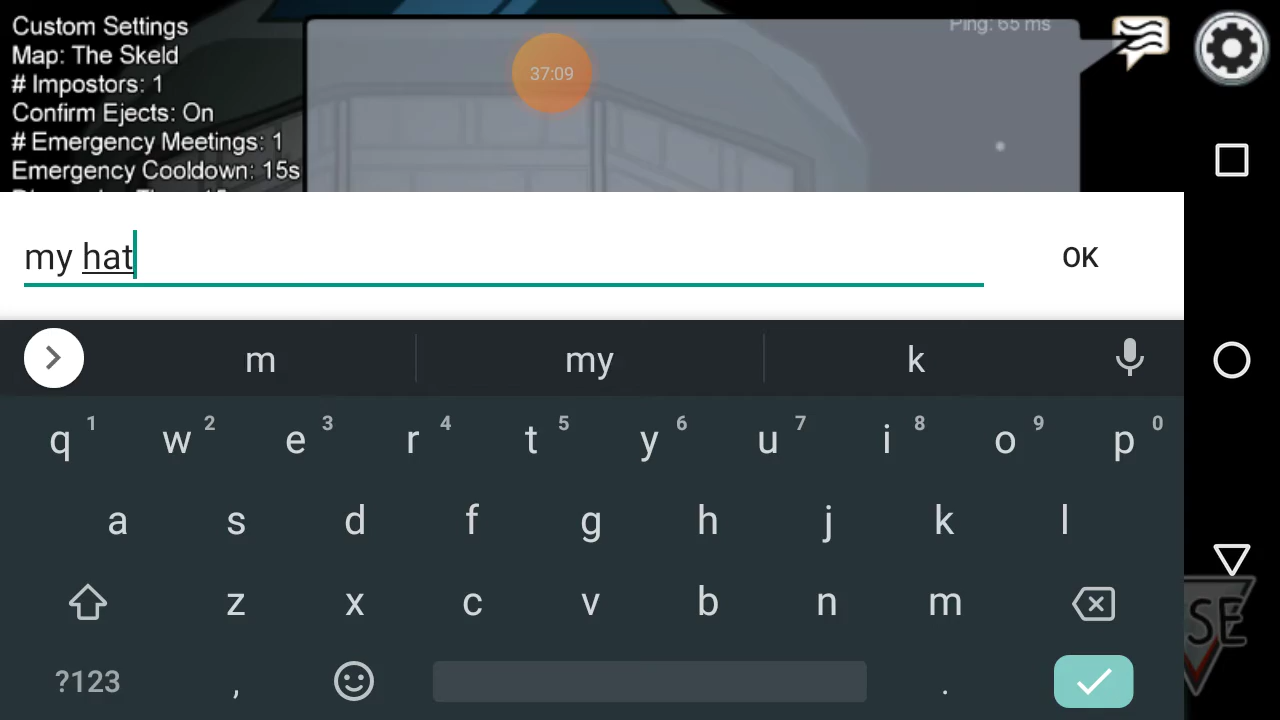 Custom Settings
Map: The Skeld
# Impostors: 1
Confirm Ejects: On
# Emergency Meetings: 1
Emergency Cooldown: 15s
Ping: 65 ms
37:09
my hat
OK
m my k
q 1 w 2 e 3 r 4 t 5 y 6 u 7 i 8 o 9 p 0
a s d f g h j k l
z x c v b n m
?123 , .
SE